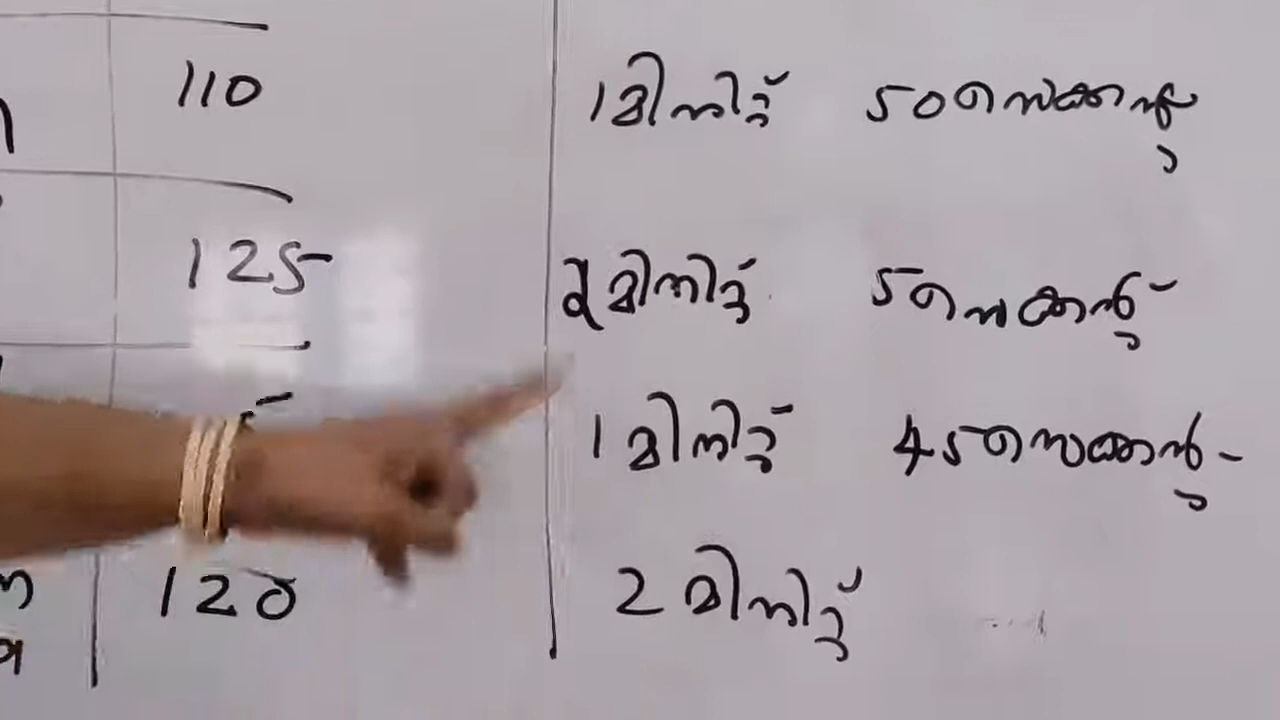 110 1 മിനിറ്റ് 50 സെക്കന്റ്
125 2 മിനിറ്റ് 5 സെക്കന്റ്
1 മിനിറ്റ് 45 സെക്കന്റ്
120 2 മിനിറ്റ്